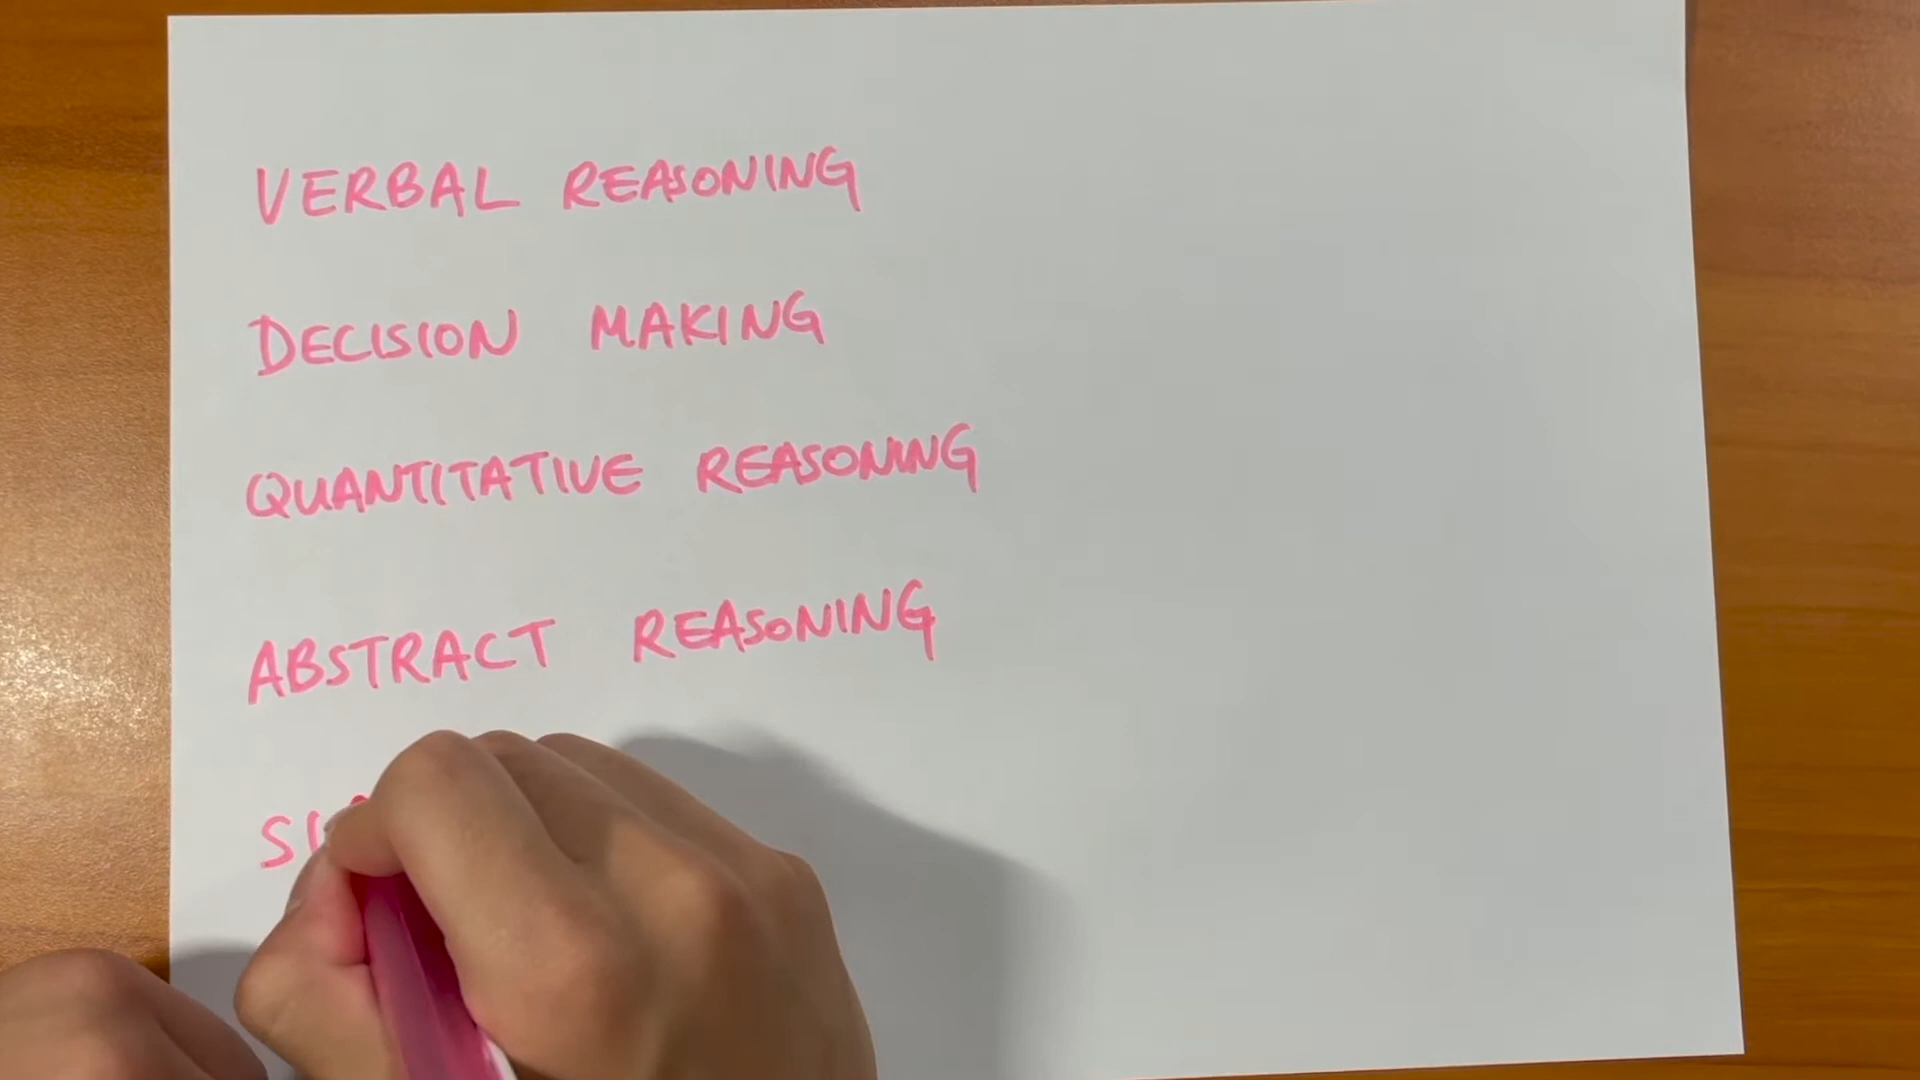 VERBAL REASONING
DECISION MAKING
QUANTITATIVE REASONING
ABSTRACT REASONING